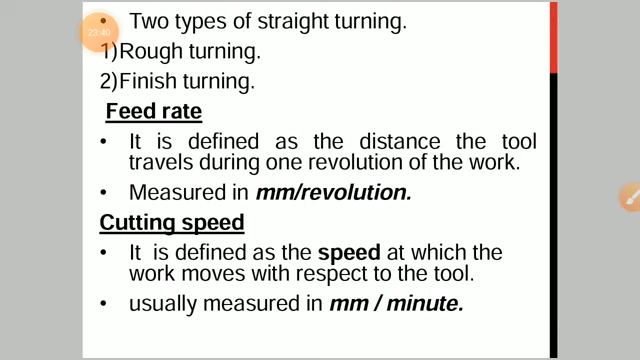 • Two types of straight turning.
23:40
1)Rough turning.
2)Finish turning.
Feed rate
• It is defined as the distance the tool
travels during one revolution of the work.
• Measured in mm/revolution.
Cutting speed
• It is defined as the speed at which the
work moves with respect to the tool.
• usually measured in mm / minute.